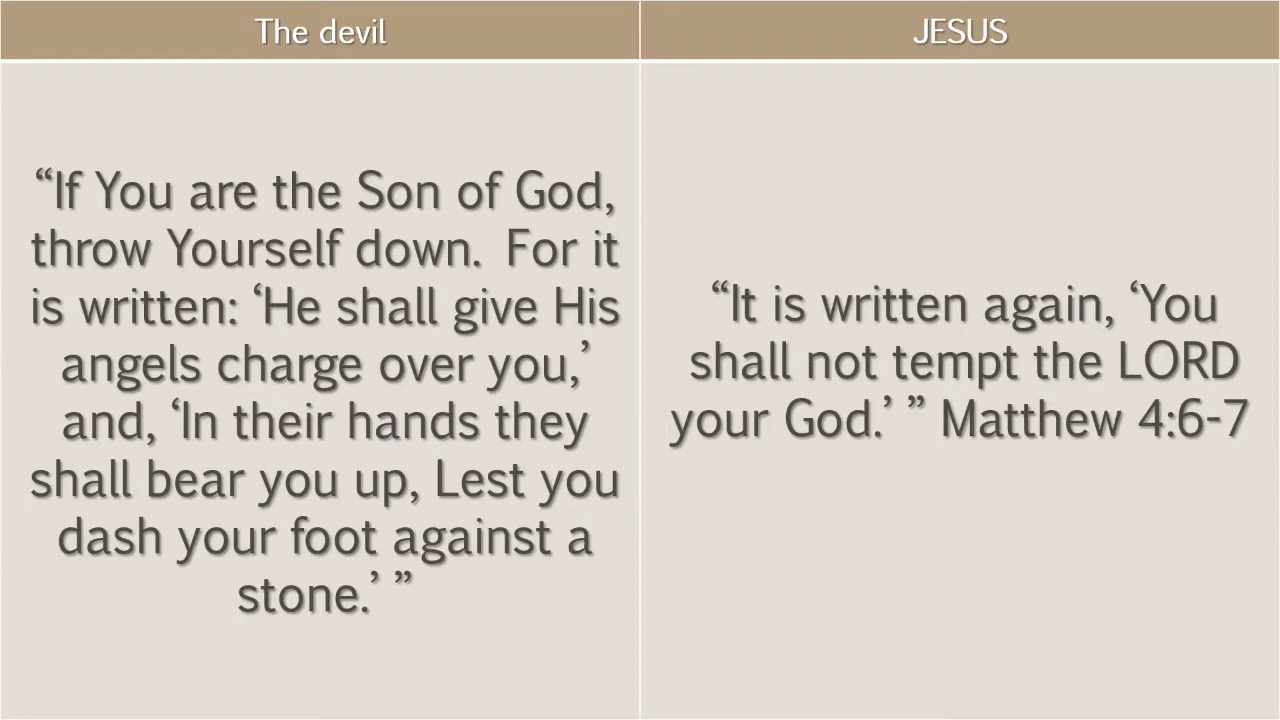 The devil
JESUS
“If You are the Son of God,
throw Yourself down.  For it
is written: ‘He shall give His
angels charge over you,’
and, ‘In their hands they
shall bear you up, Lest you
dash your foot against a
stone.’ ”
“It is written again, ‘You
shall not tempt the LORD
your God.’ ” Matthew 4:6-7